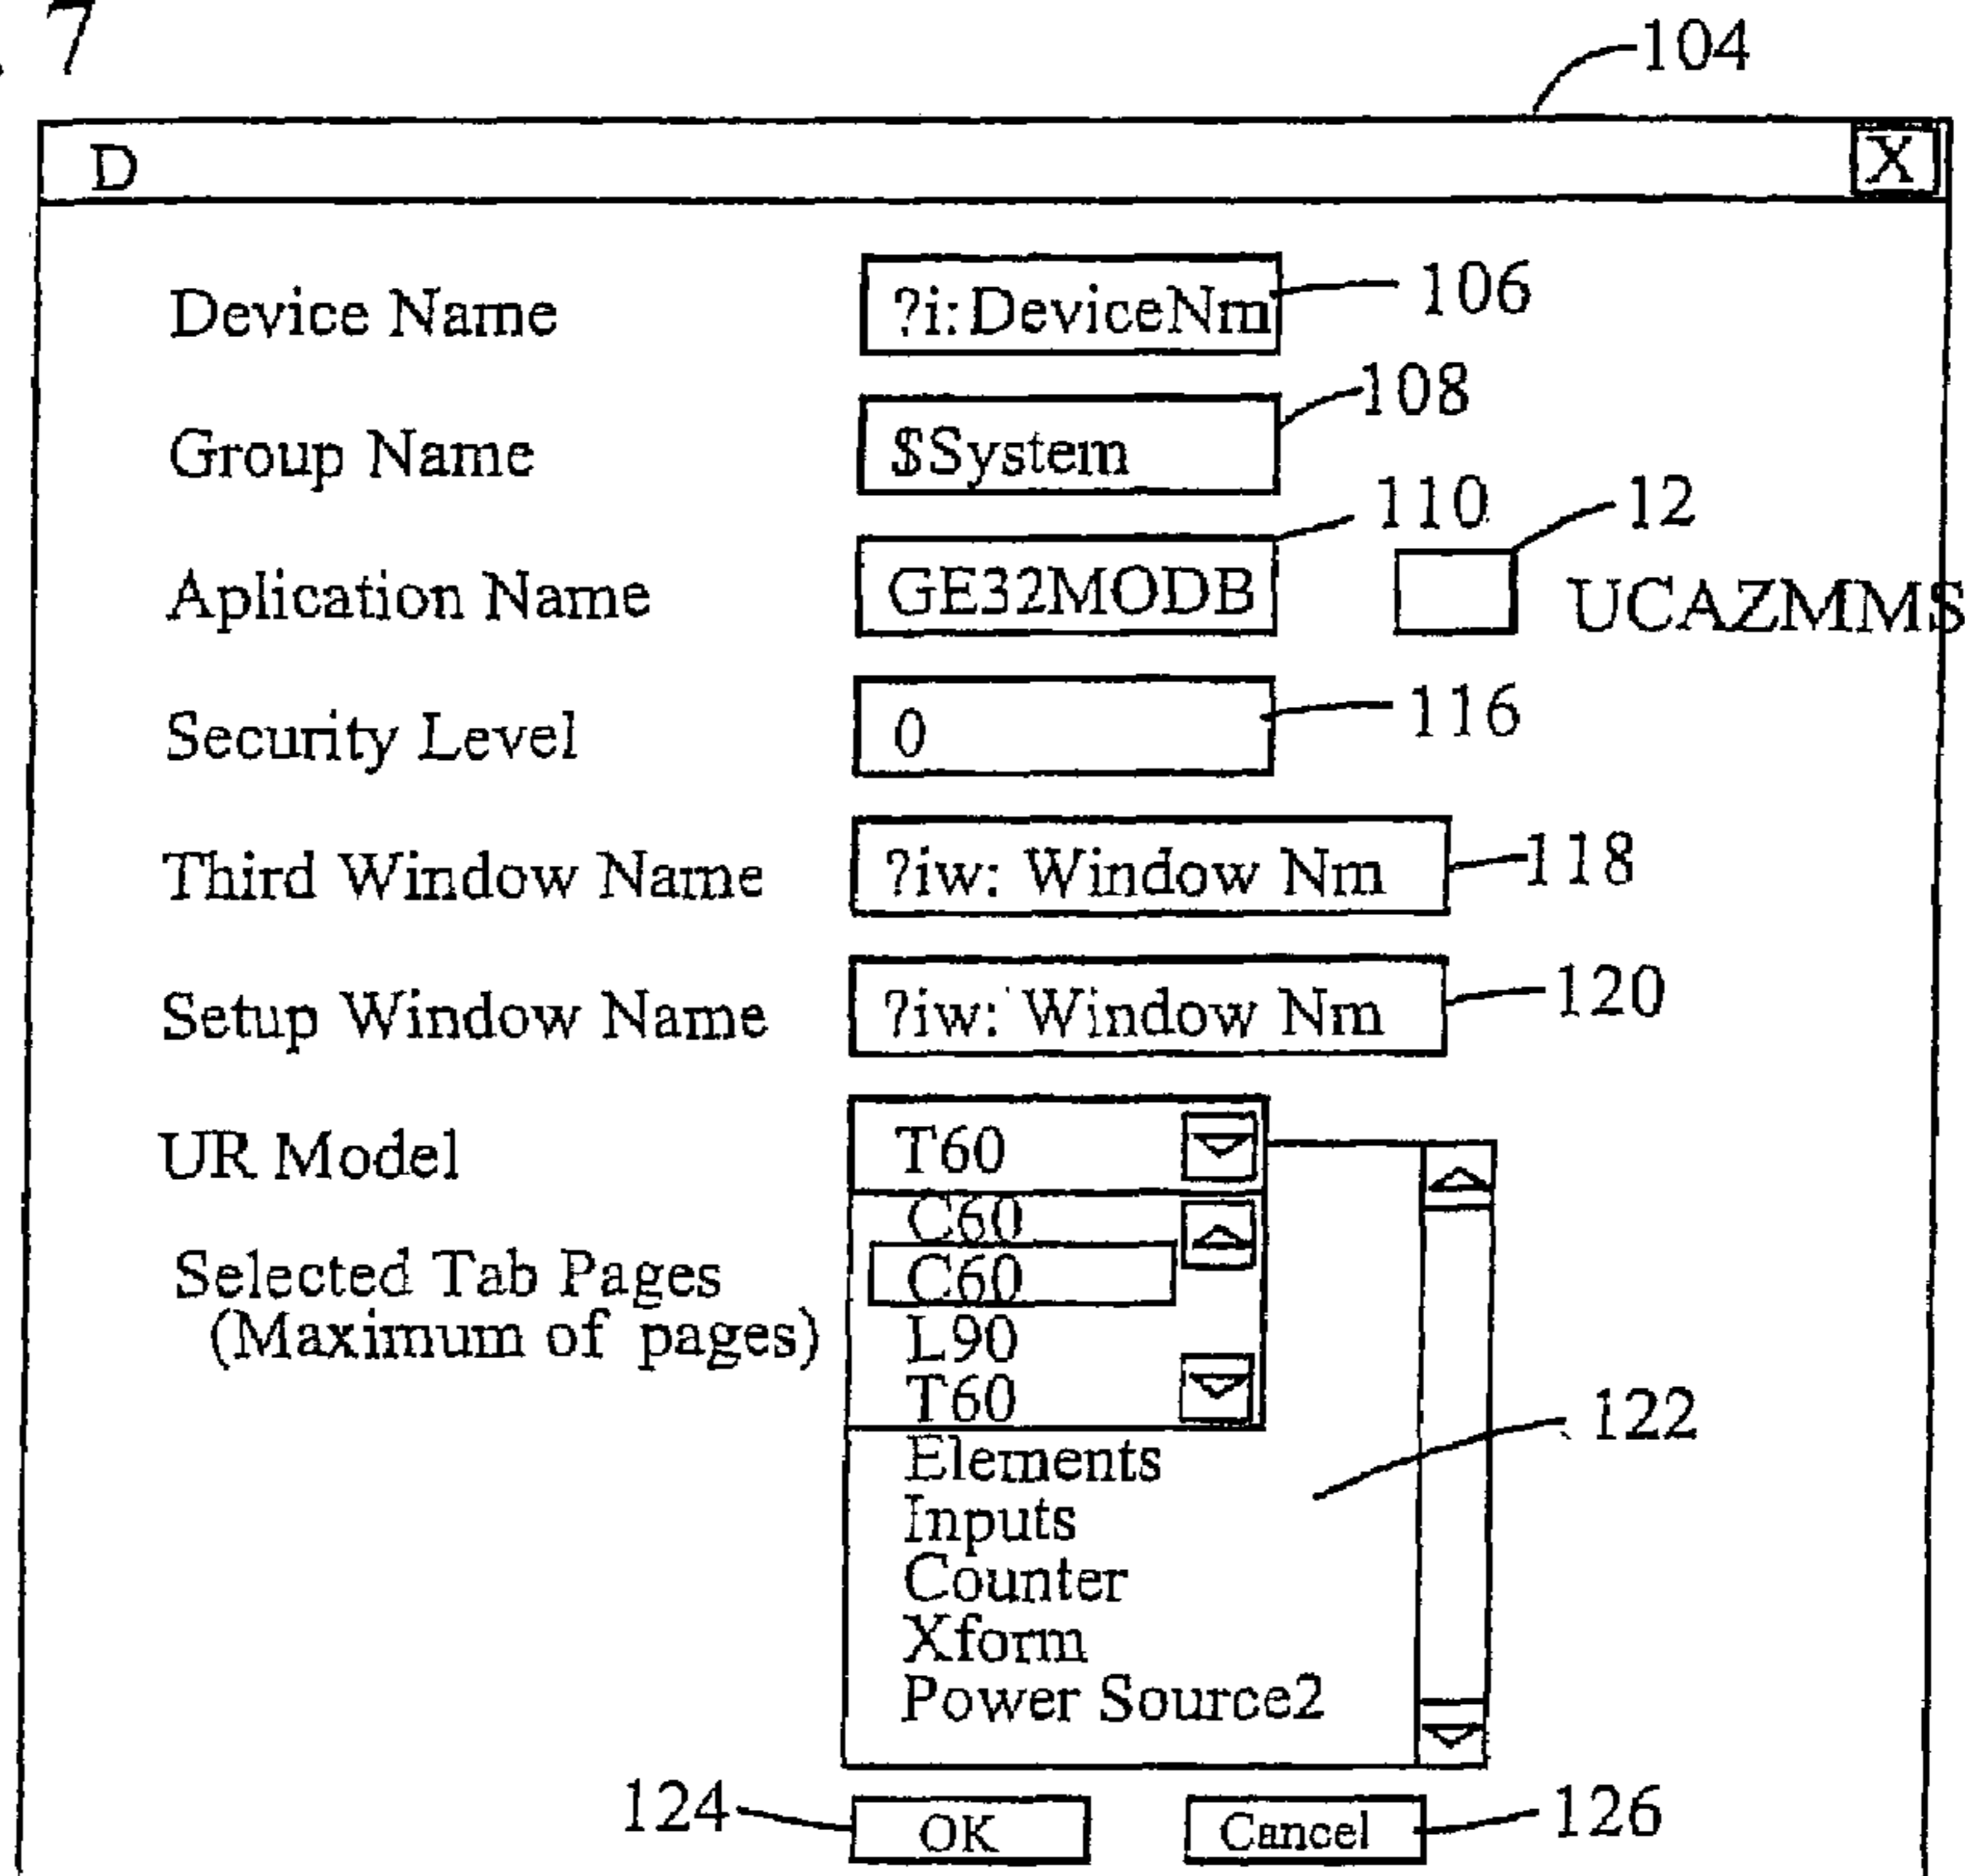 7
104
D X
Device Name ?i:DeviceNm 106
Group Name $System 108
Aplication Name GE32MODB 110 12 UCAZMMS
Security Level 0 116
Third Window Name ?iw: Window Nm 118
Setup Window Name ?iw: Window Nm 120
UR Model T60
C60
Selected Tab Pages C60
(Maximum of pages) L90
T60
122
Elements
Inputs
Counter
Xform
Power Source2
124 OK Cancel 126